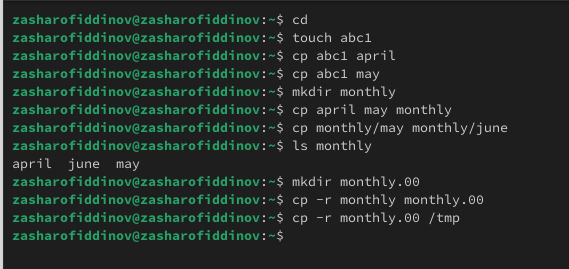 zasharofiddinov@zasharofiddinov:~$ cd
zasharofiddinov@zasharofiddinov:~$ touch abc1
zasharofiddinov@zasharofiddinov:~$ cp abc1 april
zasharofiddinov@zasharofiddinov:~$ cp abc1 may
zasharofiddinov@zasharofiddinov:~$ mkdir monthly
zasharofiddinov@zasharofiddinov:~$ cp april may monthly
zasharofiddinov@zasharofiddinov:~$ cp monthly/may monthly/june
zasharofiddinov@zasharofiddinov:~$ ls monthly
april  june  may
zasharofiddinov@zasharofiddinov:~$ mkdir monthly.00
zasharofiddinov@zasharofiddinov:~$ cp -r monthly monthly.00
zasharofiddinov@zasharofiddinov:~$ cp -r monthly.00 /tmp
zasharofiddinov@zasharofiddinov:~$